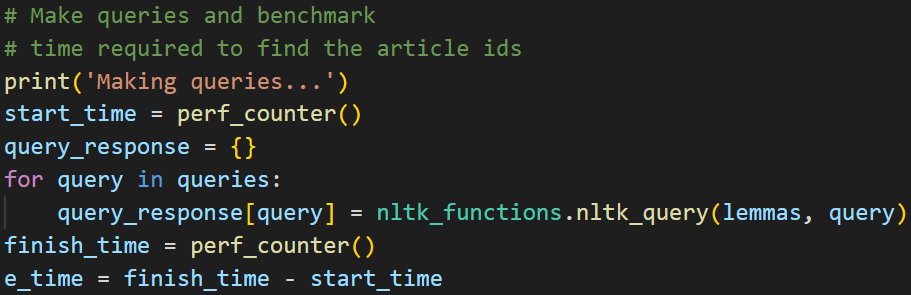 # Make queries and benchmark
# time required to find the article ids
print('Making queries...')
start_time = perf_counter()
query_response = {}
for query in queries:
    query_response[query] = nltk_functions.nltk_query(lemmas, query)
finish_time = perf_counter()
e_time = finish_time - start_time